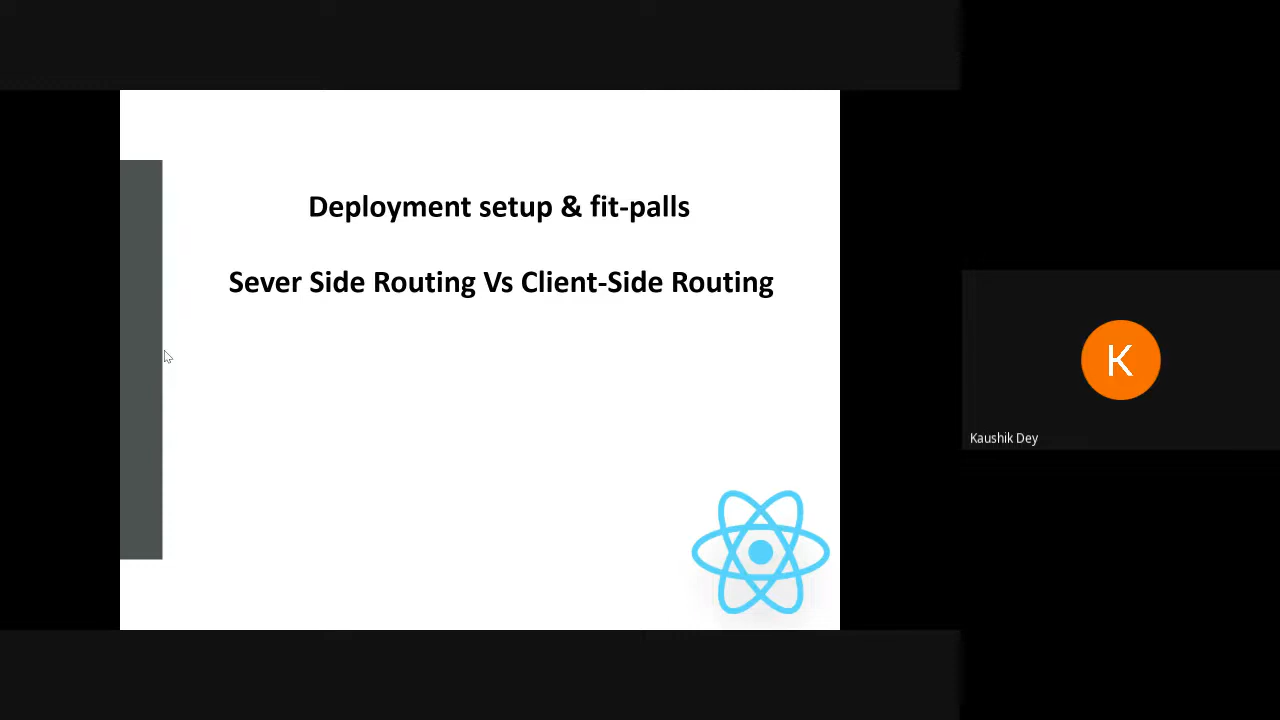 Deployment setup & fit-palls
Sever Side Routing Vs Client-Side Routing
K
Kaushik Dey